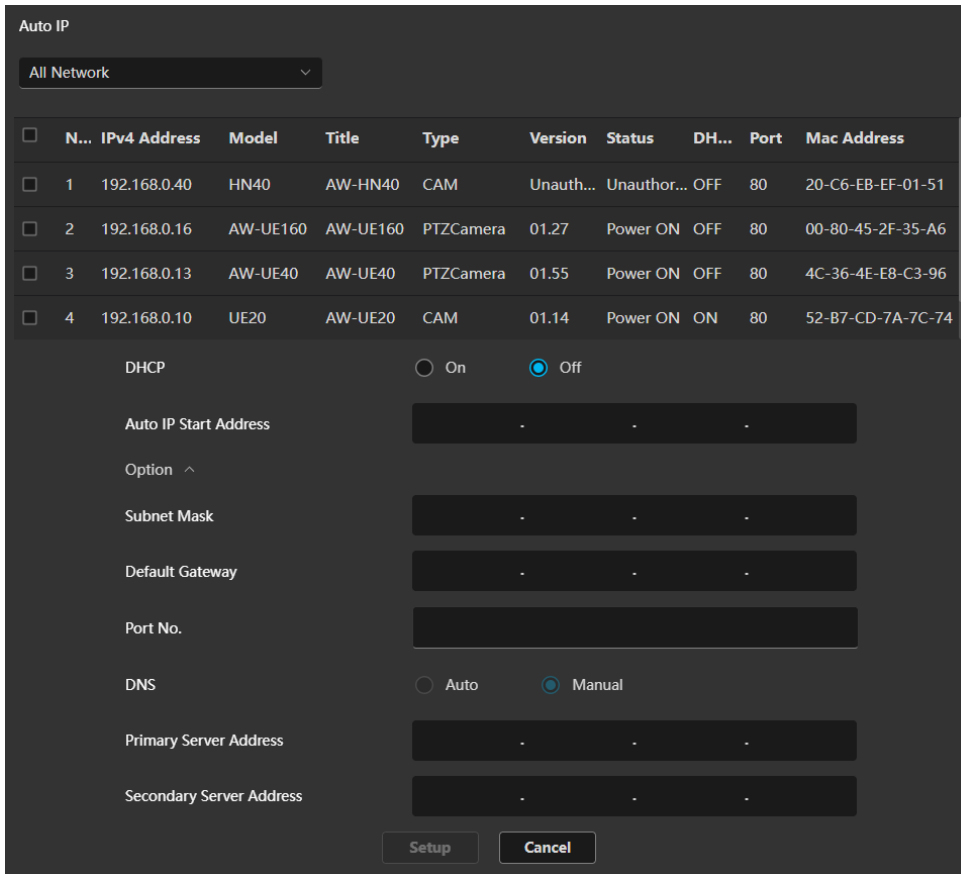 Auto IP
All Network
N... IPv4 Address Model Title Type Version Status DH... Port Mac Address
1 192.168.0.40 HN40 AW-HN40 CAM Unauth... Unauthor... OFF 80 20-C6-EB-EF-01-51
2 192.168.0.16 AW-UE160 AW-UE160 PTZCamera 01.27 Power ON OFF 80 00-80-45-2F-35-A6
3 192.168.0.13 AW-UE40 AW-UE40 PTZCamera 01.55 Power ON OFF 80 4C-36-4E-E8-C3-96
4 192.168.0.10 UE20 AW-UE20 CAM 01.14 Power ON ON 80 52-B7-CD-7A-7C-74
DHCP On Off
Auto IP Start Address . . .
Option
Subnet Mask . . .
Default Gateway . . .
Port No.
DNS Auto Manual
Primary Server Address . . .
Secondary Server Address . . .
Setup Cancel